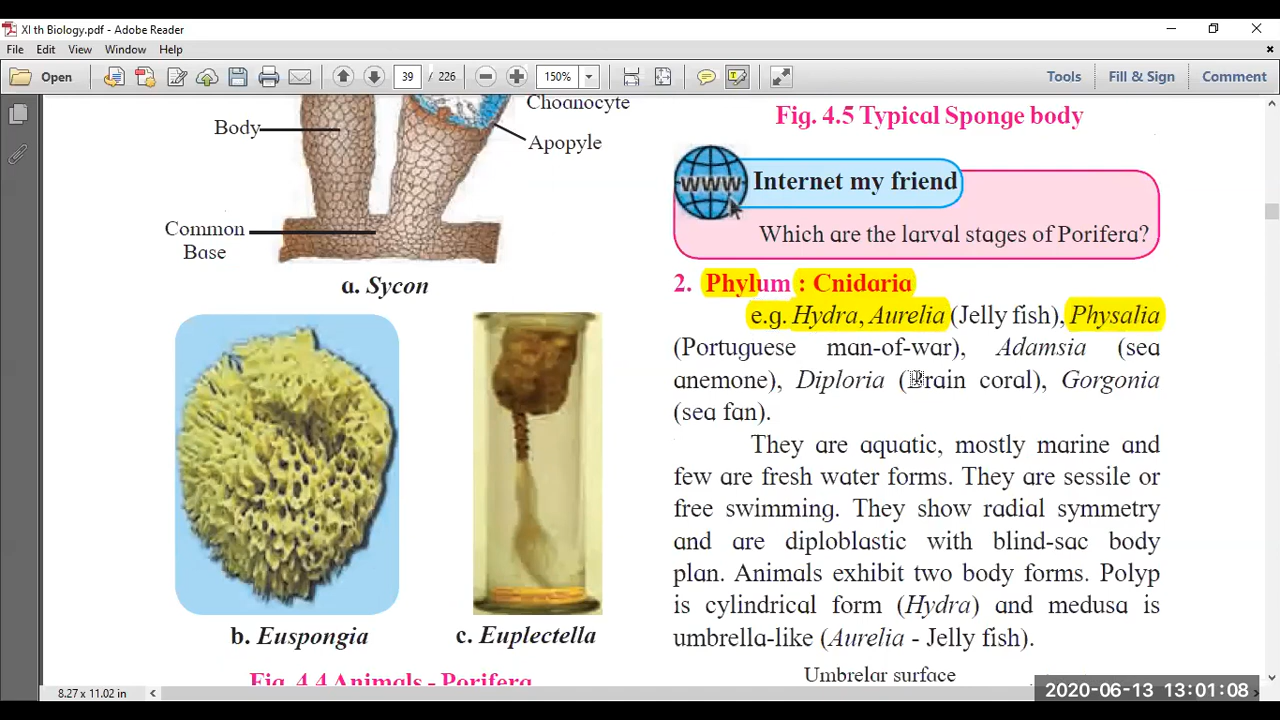 XI th Biology.pdf - Adobe Reader
File Edit View Window Help
Open 39 / 226 150% Tools Fill & Sign Comment
Choanocyte
Body
Apopyle
Common
Base
a. Sycon
b. Euspongia
c. Euplectella
Fig. 4.4 Animals - Porifera
Fig. 4.5 Typical Sponge body
www Internet my friend
Which are the larval stages of Porifera?
2. Phylum : Cnidaria
e.g. Hydra, Aurelia (Jelly fish), Physalia
(Portuguese man-of-war), Adamsia (sea
anemone), Diploria (Brain coral), Gorgonia
(sea fan).
They are aquatic, mostly marine and
few are fresh water forms. They are sessile or
free swimming. They show radial symmetry
and are diploblastic with blind-sac body
plan. Animals exhibit two body forms. Polyp
is cylindrical form (Hydra) and medusa is
umbrella-like (Aurelia - Jelly fish).
Umbrelar surface
8.27 x 11.02 in
2020-06-13 13:01:08